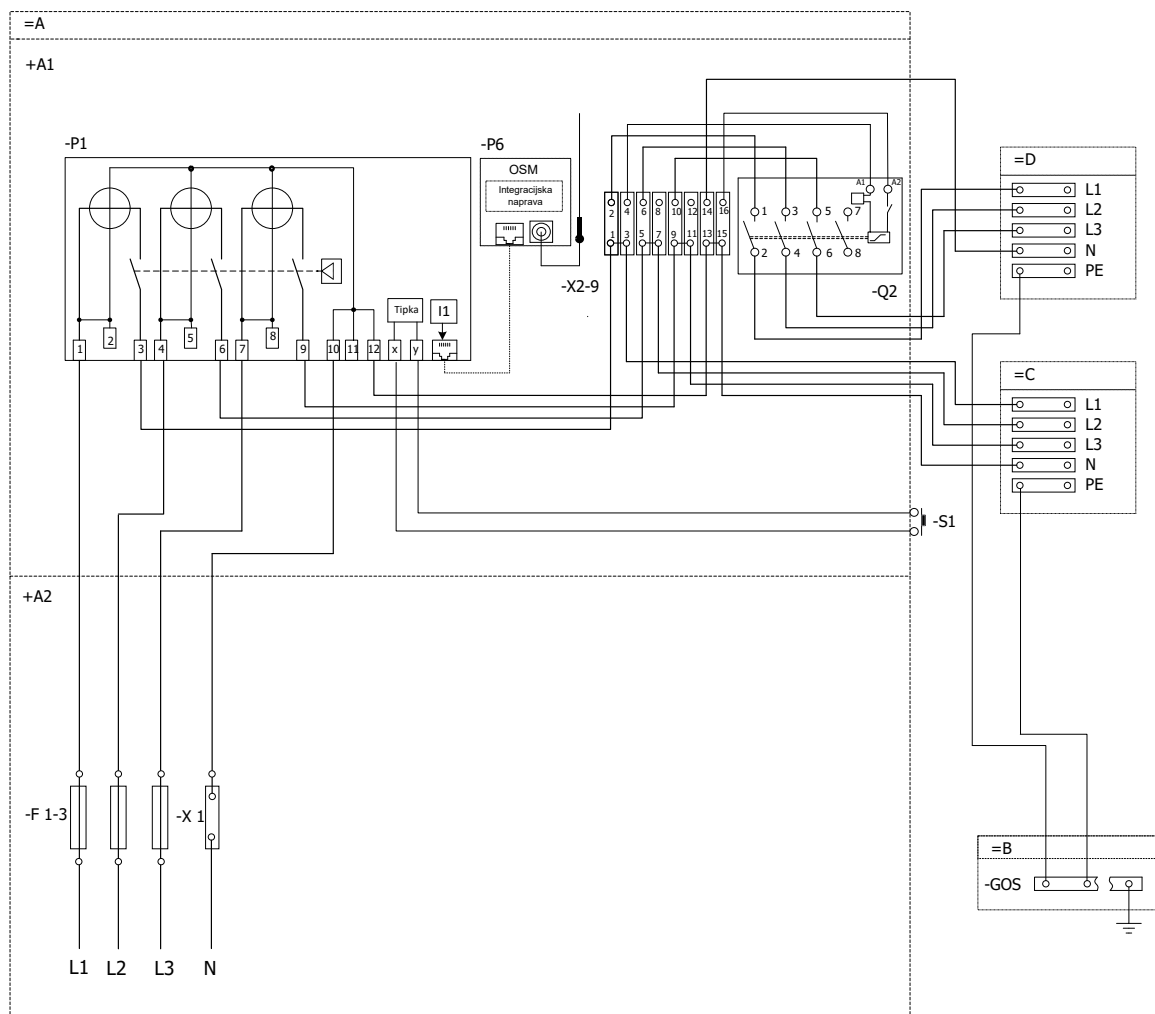 =A
+A1
-P1
-P6
OSM
Integracijska
naprava
-X2-9
2 4 6 8 10 12 14 16
1 3 5 7 9 11 13 15
A1 A2
1 3 5 7
2 4 6 8
-Q2
=D
L1
L2
L3
N
PE
Tipka
I1
1 2 3 4 5 6 7 8 9 10 11 12 x y
=C
L1
L2
L3
N
PE
-S1
+A2
-F 1-3
-X 1
=B
-GOS
L1 L2 L3 N